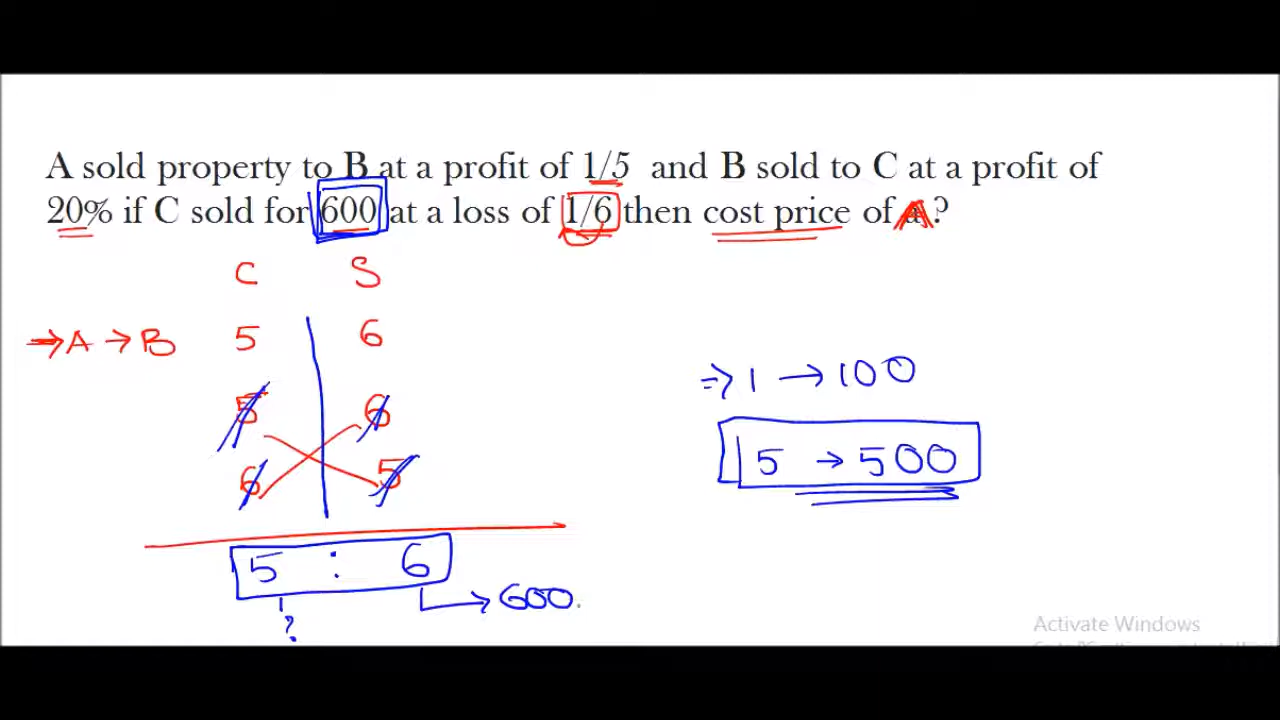 A sold property to B at a profit of 1/5 and B sold to C at a profit of
20% if C sold for 600 at a loss of 1/6 then cost price of A ?
C S
→ A → B 5 6
⇒ 1 → 100
5 6
5 → 500
6 5
5 : 6
→ 600.
?
Activate Windows